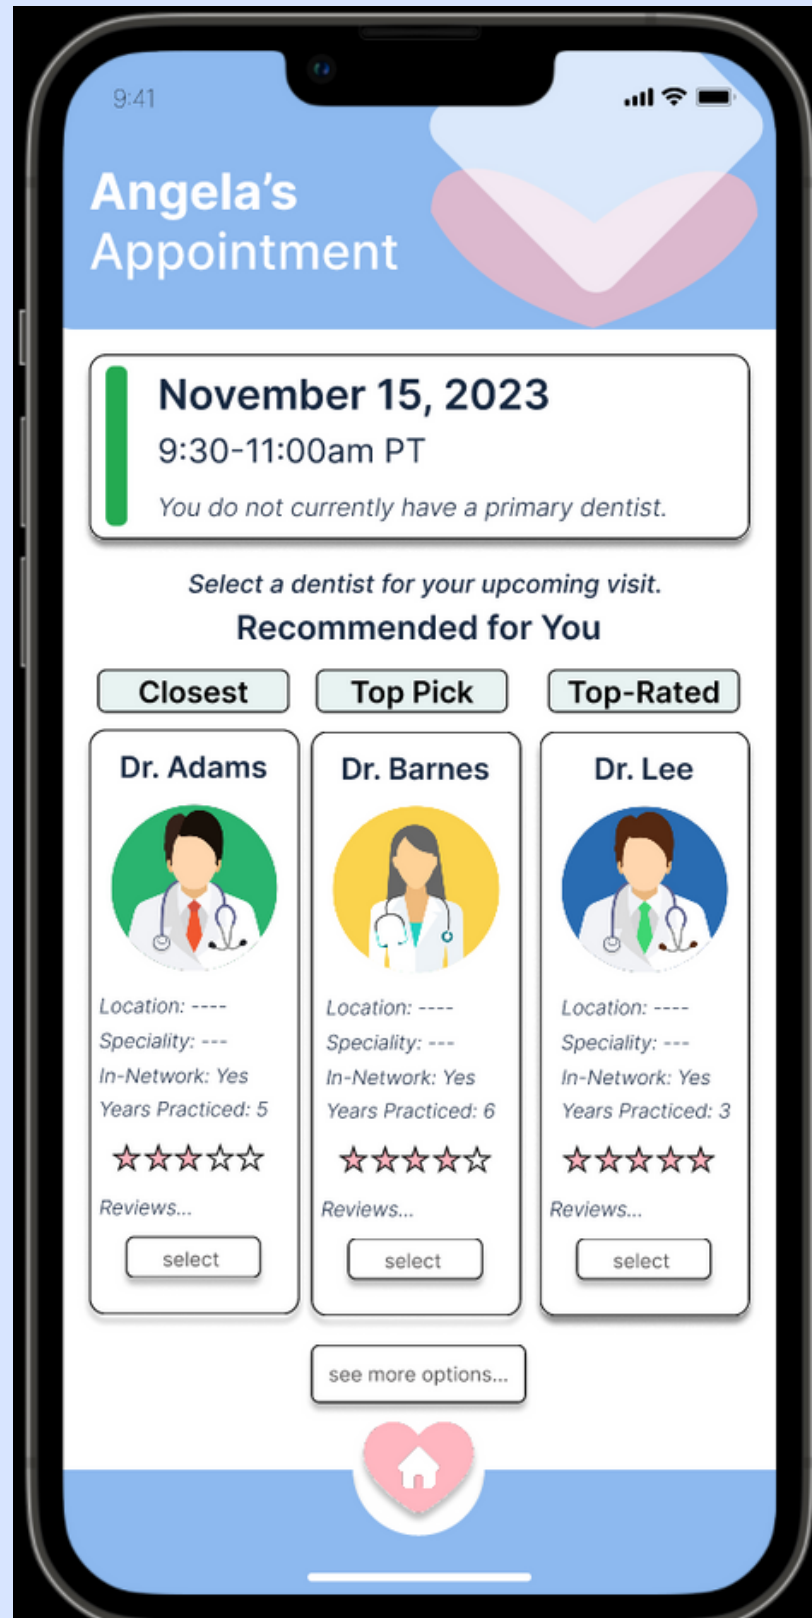 9:41
Angela's
Appointment
November 15, 2023
9:30-11:00am PT
You do not currently have a primary dentist.
Select a dentist for your upcoming visit.
Recommended for You
Closest
Top Pick
Top-Rated
Dr. Adams
Location: ----
Speciality: ---
In-Network: Yes
Years Practiced: 5
Reviews...
select
Dr. Barnes
Location: ----
Speciality: ---
In-Network: Yes
Years Practiced: 6
Reviews...
select
Dr. Lee
Location: ----
Speciality: ---
In-Network: Yes
Years Practiced: 3
Reviews...
select
see more options...